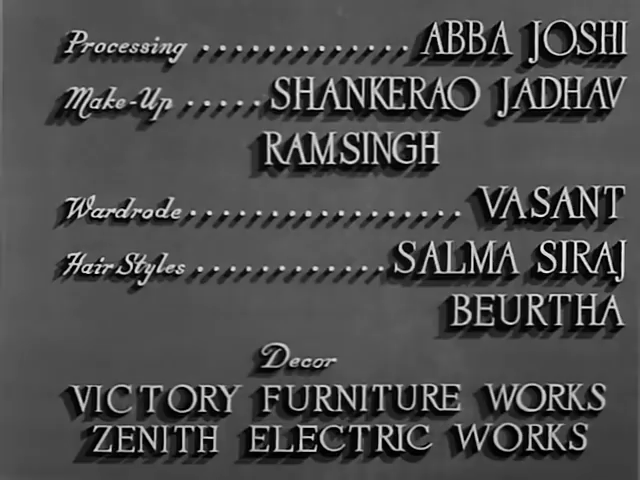 Processing ............. ABBA JOSHI
Make-Up ..... SHANKERAO JADHAV
RAMSINGH
Wardrode ................. VASANT
Hair Styles ............ SALMA SIRAJ
BEURTHA
Decor
VICTORY FURNITURE WORKS
ZENITH ELECTRIC WORKS